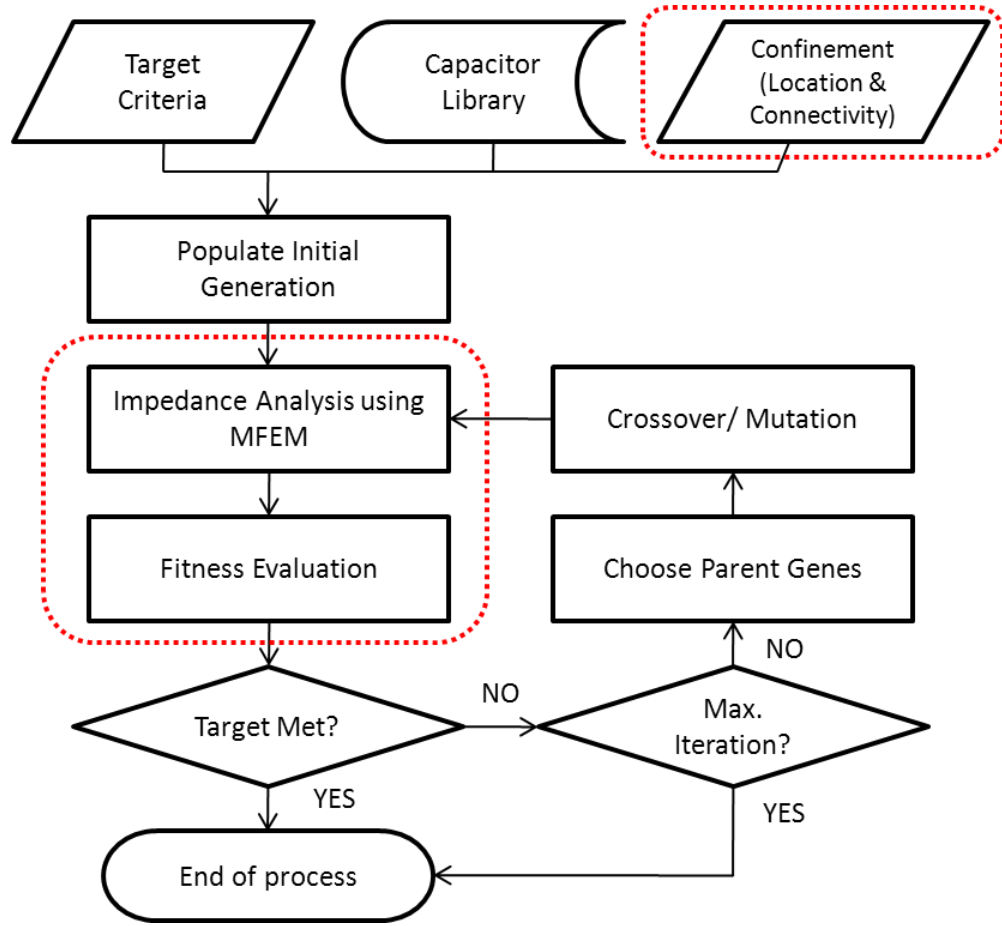 Target
Criteria
Capacitor
Library
Confinement
(Location &
Connectivity)
Populate Initial
Generation
Impedance Analysis using
MFEM
Crossover/ Mutation
Fitness Evaluation
Choose Parent Genes
NO
Target Met?
NO
Max.
Iteration?
YES
YES
End of process